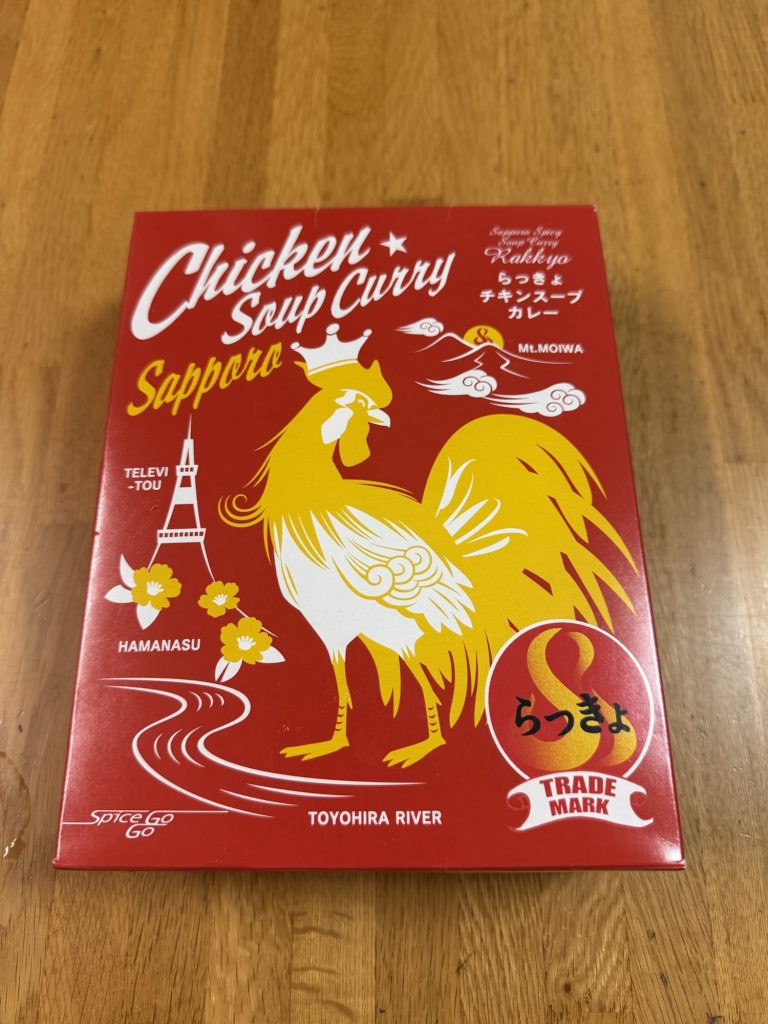 Chicken
Soup Curry
Sapporo
Sapporo Spicy
Soup Curry
Rakkyo
らっきょ
チキンスープ
カレー
&
Mt.MOIWA
TELEVI
-TOU
HAMANASU
&
らっきょ
TRADE
MARK
Spice Go
Go
TOYOHIRA RIVER